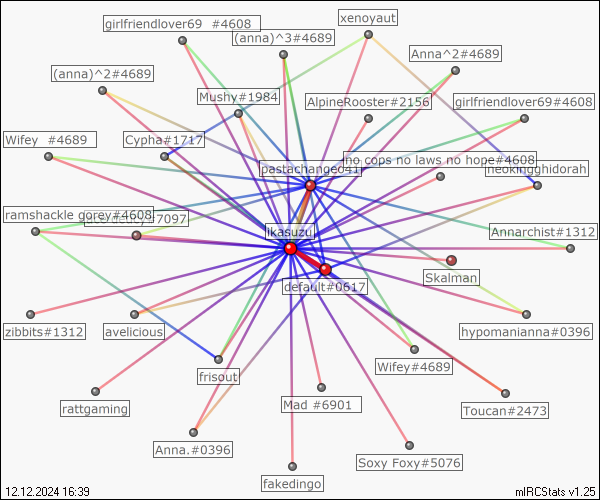 xenoyaut
girlfriendlover69 #4608
(anna)^3#4689
Anna^2#4689
(anna)^2#4689
Mushy#1984
AlpineRooster#2156
girlfriendlover69#4608
Wifey #4689
Cypha#1717
no cops no laws no hope#4608
pastachange041
neokingghidorah
ramshackle gorey#4608
#7097
likasuzu
Annarchist#1312
Skalman
default#0617
zibbits#1312
avelicious
hypomanianna#0396
frisout
Wifey#4689
rattgaming
Mad #6901
Toucan#2473
Anna.#0396
Soxy Foxy#5076
fakedingo
12.12.2024 16:39
mIRCStats v1.25